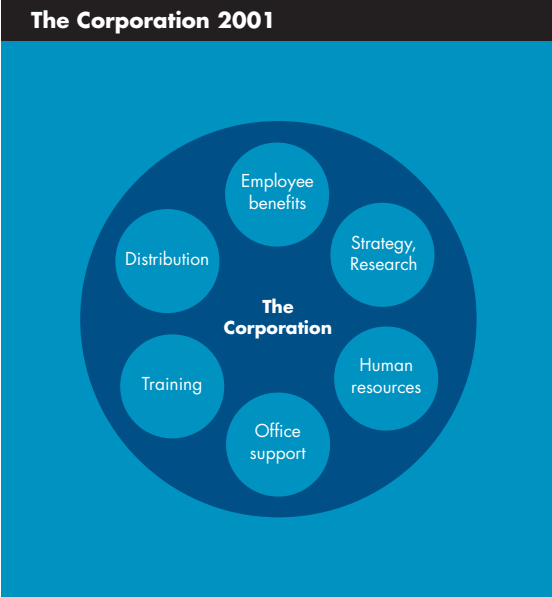 The Corporation 2001
Employee
benefits
Strategy,
Research
Distribution
The
Corporation
Human
resources
Training
Office
support